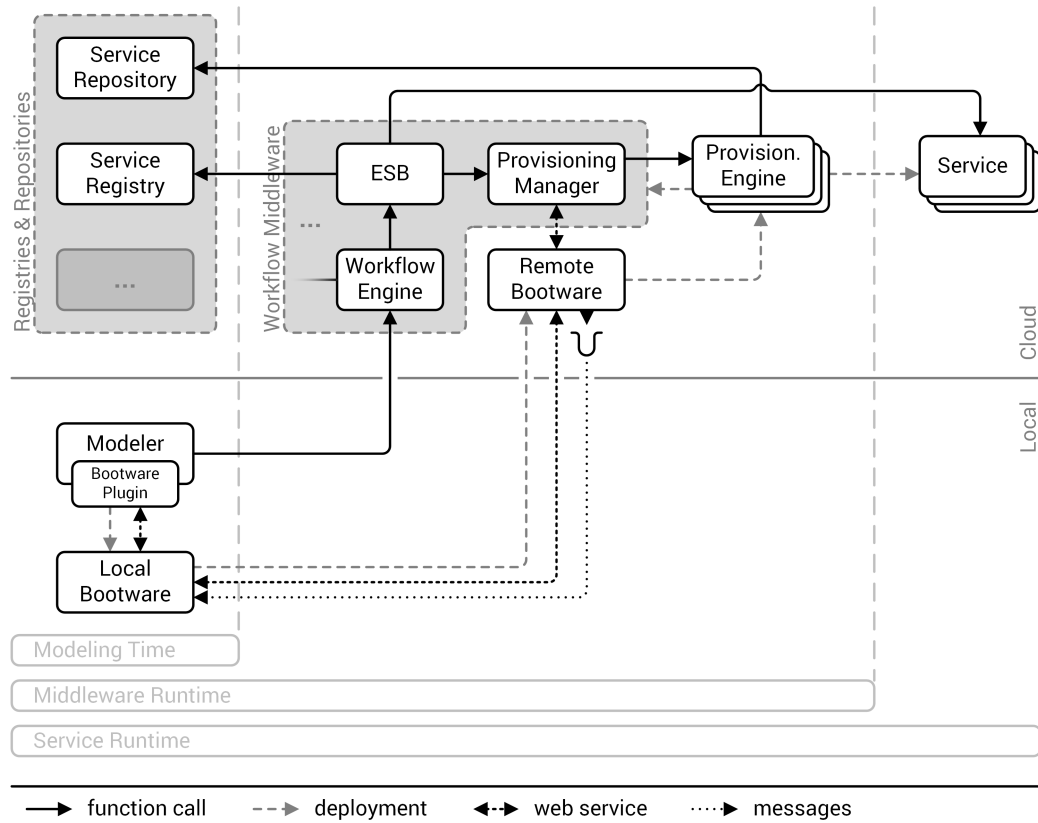 Registries & Repositories
Service
Repository
Service
Registry
...
Workflow Middleware
ESB
Provisioning
Manager
Provision.
Engine
Service
...
Workflow
Engine
Remote
Bootware
Cloud
Local
Modeler
Bootware
Plugin
Local
Bootware
Modeling Time
Middleware Runtime
Service Runtime
function call
deployment
web service
messages